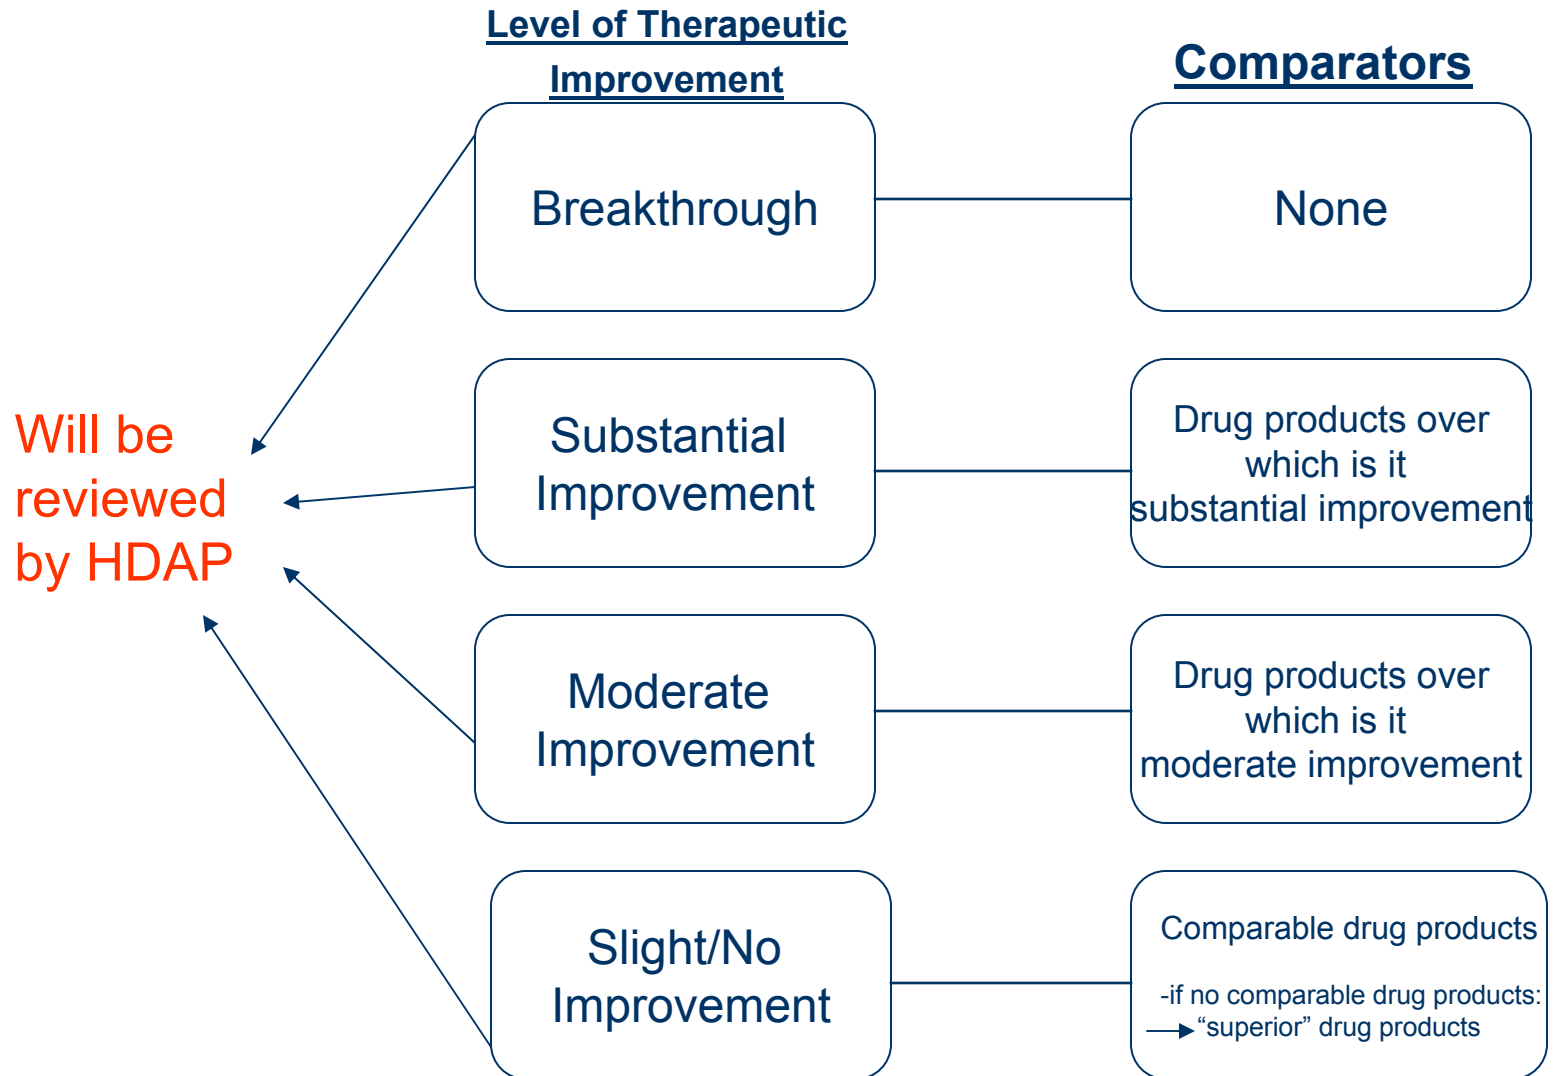 Level of Therapeutic
Improvement
Comparators
Breakthrough
None
Will be
reviewed
by HDAP
Substantial
Improvement
Drug products over
which is it
substantial improvement
Moderate
Improvement
Drug products over
which is it
moderate improvement
Slight/No
Improvement
Comparable drug products
-if no comparable drug products:
“superior” drug products